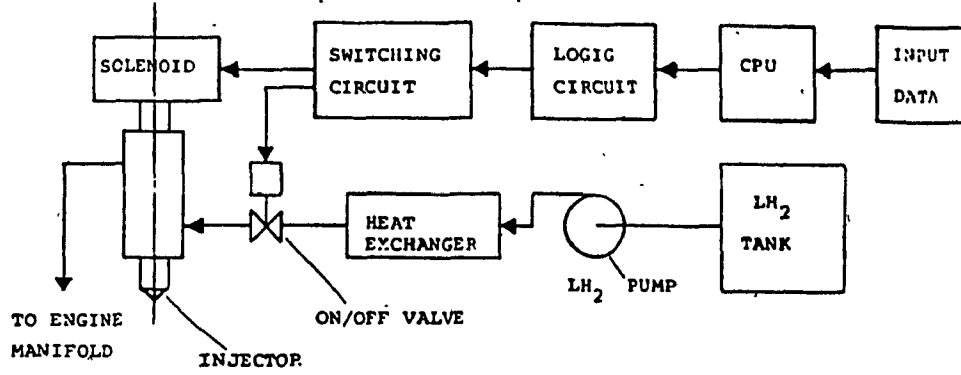 SOLENOID
SWITCHING
CIRCUIT
LOGIC
CIRCUIT
CPU
INPUT
DATA
HEAT
EXCHANGER
LH2 PUMP
LH2
TANK
ON/OFF VALVE
TO ENGINE
MANIFOLD
INJECTOR